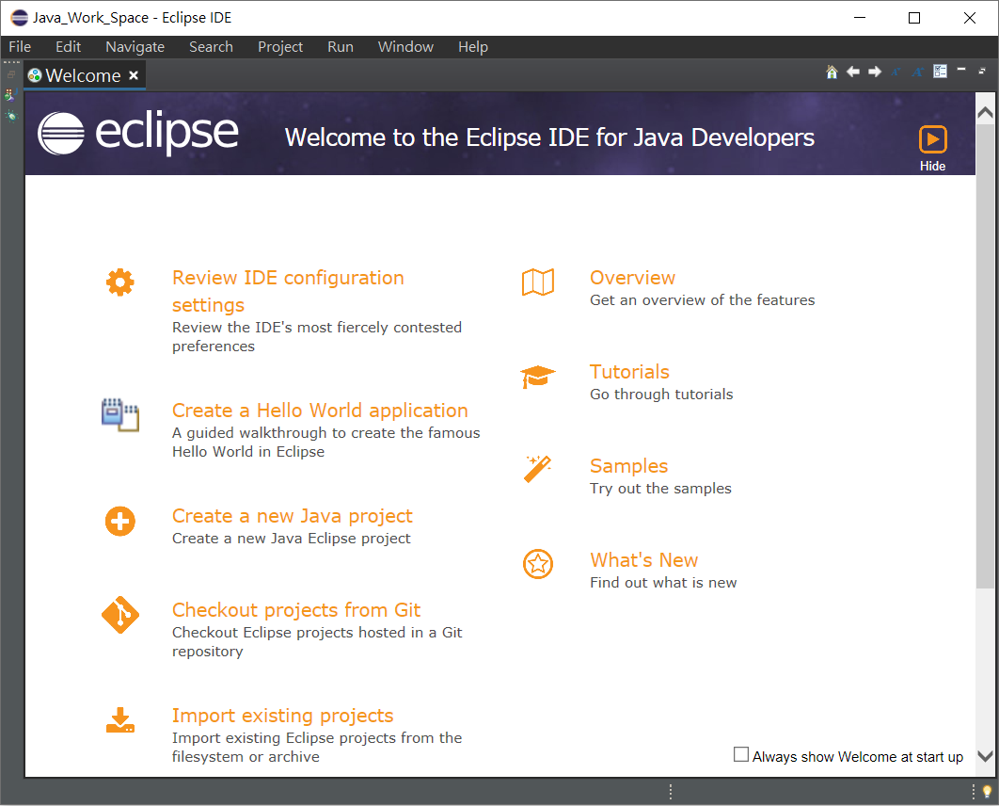 Java_Work_Space - Eclipse IDE
File Edit Navigate Search Project Run Window Help
Welcome
eclipse
Welcome to the Eclipse IDE for Java Developers
Hide
Review IDE configuration
settings
Review the IDE's most fiercely contested
preferences
Create a Hello World application
A guided walkthrough to create the famous
Hello World in Eclipse
Create a new Java project
Create a new Java Eclipse project
Checkout projects from Git
Checkout Eclipse projects hosted in a Git
repository
Import existing projects
Import existing Eclipse projects from the
filesystem or archive
Overview
Get an overview of the features
Tutorials
Go through tutorials
Samples
Try out the samples
What's New
Find out what is new
Always show Welcome at start up